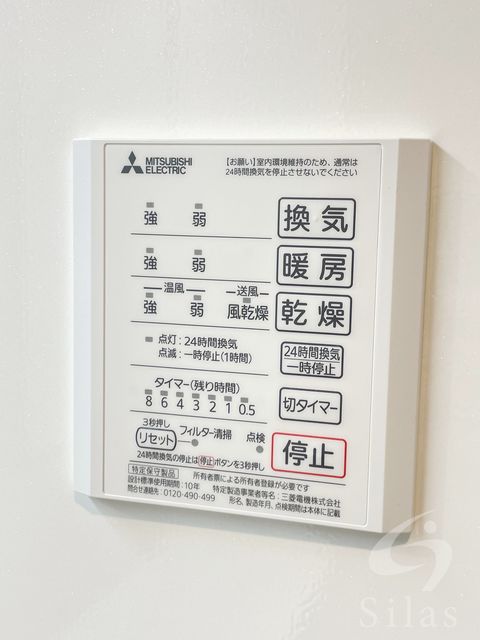 MITSUBISHI ELECTRIC
【お願い】室内環境維持のため、通常は
24時間換気を停止させないでください
強 弱 換気
強 弱 暖房
温風 送風
強 弱 風乾燥 乾燥
点灯:24時間換気
点滅:一時停止(1時間)
24時間換気
一時停止
タイマー(残り時間)
8 6 4 3 2 1 0.5
切タイマー
3秒押し
リセット フィルター清掃 点検
停止
24時間換気の停止は停止ボタンを3秒押し
特定保守製品 所有者票による所有者登録が必要です
設計標準使用期間:10年 特定製造事業者等名:三菱電機株式会社
問合せ連絡先:0120-490-499 形名、製造年月、点検期間は本体に記載
Silas